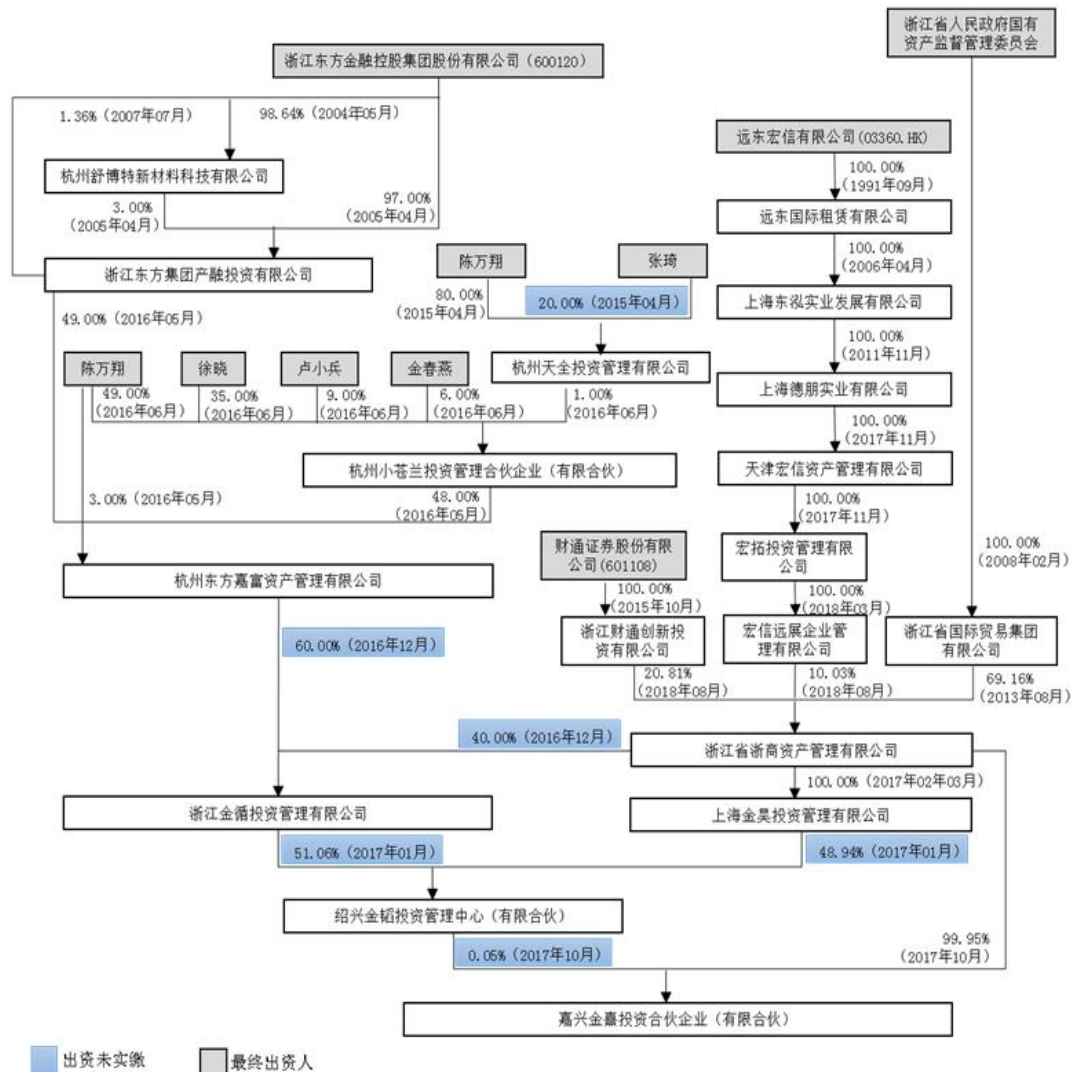 浙江省人民政府国有
资产监督管理委员会
浙江东方金融控股集团股份有限公司(600120)
1.36%(2007年07月)
98.64%(2004年05月)
远东宏信有限公司(03360.HK)
100.00%
(1991年09月)
杭州舒博特新材料科技有限公司
3.00%
(2005年04月)
97.00%
(2005年04月)
远东国际租赁有限公司
100.00%
(2006年04月)
浙江东方集团产融投资有限公司
陈万翔
张琦
80.00%
(2015年04月)
20.00%(2015年04月)
上海东泓实业发展有限公司
49.00%(2016年05月)
100.00%
(2011年11月)
陈万翔
徐晓
卢小兵
金春燕
杭州天全投资管理有限公司
上海德朋实业有限公司
49.00%
(2016年06月)
35.00%
(2016年06月)
9.00%
(2016年06月)
6.00%
(2016年06月)
1.00%
(2016年06月)
100.00%
(2017年11月)
杭州小苍兰投资管理合伙企业(有限合伙)
天津宏信资产管理有限公司
3.00%(2016年05月)
48.00%
(2016年05月)
100.00%
(2017年11月)
财通证券股份有限
公司(601108)
宏拓投资管理有限
公司
100.00%
(2008年02月)
杭州东方嘉富资产管理有限公司
100.00%
(2015年10月)
100.00%
(2018年03月)
60.00%(2016年12月)
浙江财通创新投
资有限公司
宏信远展企业管
理有限公司
浙江省国际贸易集团
有限公司
20.81%
(2018年08月)
10.03%
(2018年08月)
69.16%
(2013年08月)
40.00%(2016年12月)
浙江省浙商资产管理有限公司
100.00%(2017年02年03月)
浙江金循投资管理有限公司
上海金昊投资管理有限公司
51.06%(2017年01月)
48.94%(2017年01月)
绍兴金韬投资管理中心(有限合伙)
0.05%(2017年10月)
99.95%
(2017年10月)
嘉兴金熹投资合伙企业(有限合伙)
出资未实缴
最终出资人